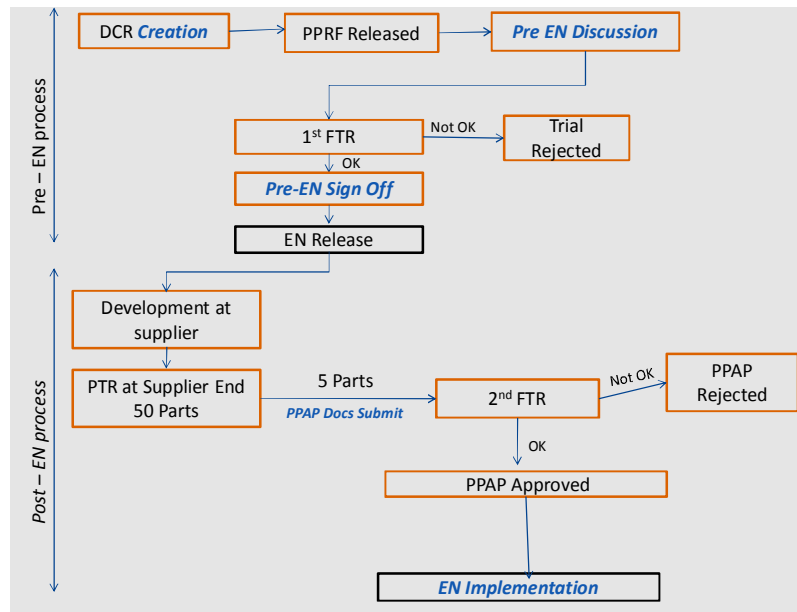 DCR Creation
PPRF Released
Pre EN Discussion
Pre – EN process
1st FTR
Not OK
Trial
Rejected
OK
Pre-EN Sign Off
EN Release
Post – EN process
Development at
supplier
PTR at Supplier End
50 Parts
5 Parts
PPAP Docs Submit
2nd FTR
Not OK
PPAP
Rejected
OK
PPAP Approved
EN Implementation